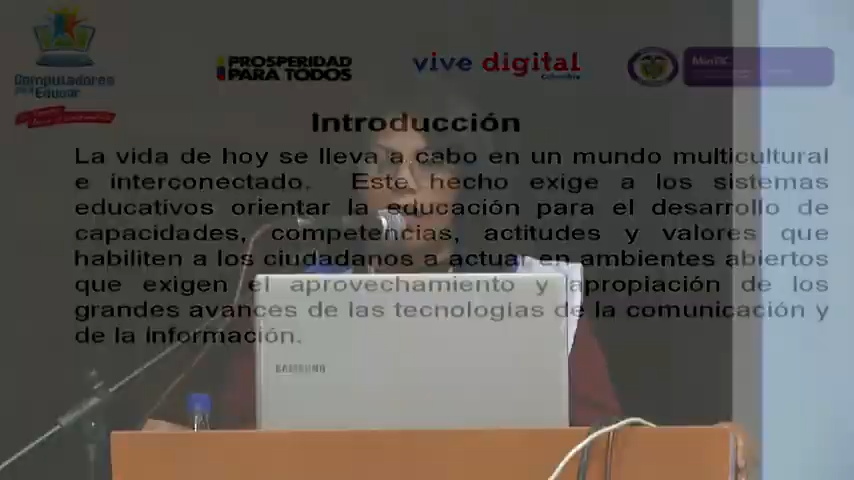 Computadores
para Educar
PROSPERIDAD
PARA TODOS
vive digital
Colombia
MinTIC
Introducción
La vida de hoy se lleva a cabo en un mundo multicultural
e interconectado. Este hecho exige a los sistemas
educativos orientar la educación para el desarrollo de
capacidades, competencias, actitudes y valores que
habiliten a los ciudadanos a actuar en ambientes abiertos
que exigen el aprovechamiento y apropiación de los
grandes avances de las tecnologías de la comunicación y
de la información.
SAMSUNG